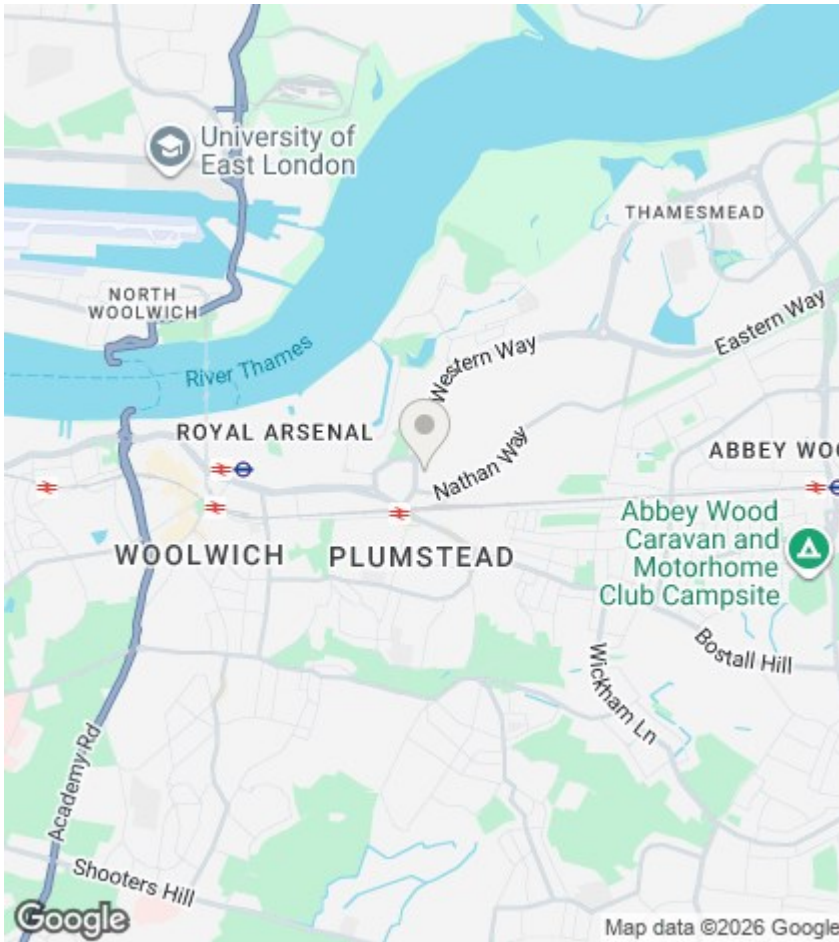 University of
East London
THAMESMEAD
NORTH
WOOLWICH
Eastern Way
River Thames
Western Way
ROYAL ARSENAL
Nathan Way
ABBEY WOO
WOOLWICH
PLUMSTEAD
Abbey Wood
Caravan and
Motorhome
Club Campsite
Bostall Hill
Wickham Ln
Academy Rd
Shooters Hill
Google
Map data ©2026 Google